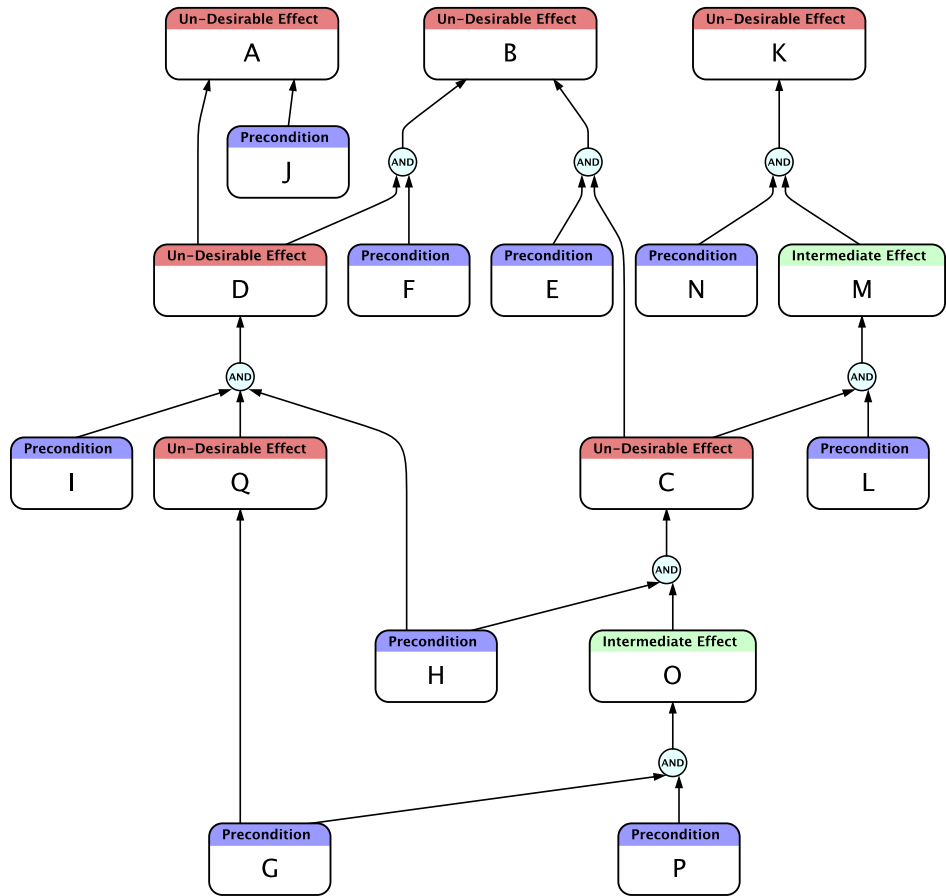 Un-Desirable Effect
A
Un-Desirable Effect
B
Un-Desirable Effect
K
Precondition
J
AND
AND
AND
Un-Desirable Effect
D
Precondition
F
Precondition
E
Precondition
N
Intermediate Effect
M
AND
AND
Precondition
I
Un-Desirable Effect
Q
Un-Desirable Effect
C
Precondition
L
AND
Precondition
H
Intermediate Effect
O
AND
Precondition
G
Precondition
P